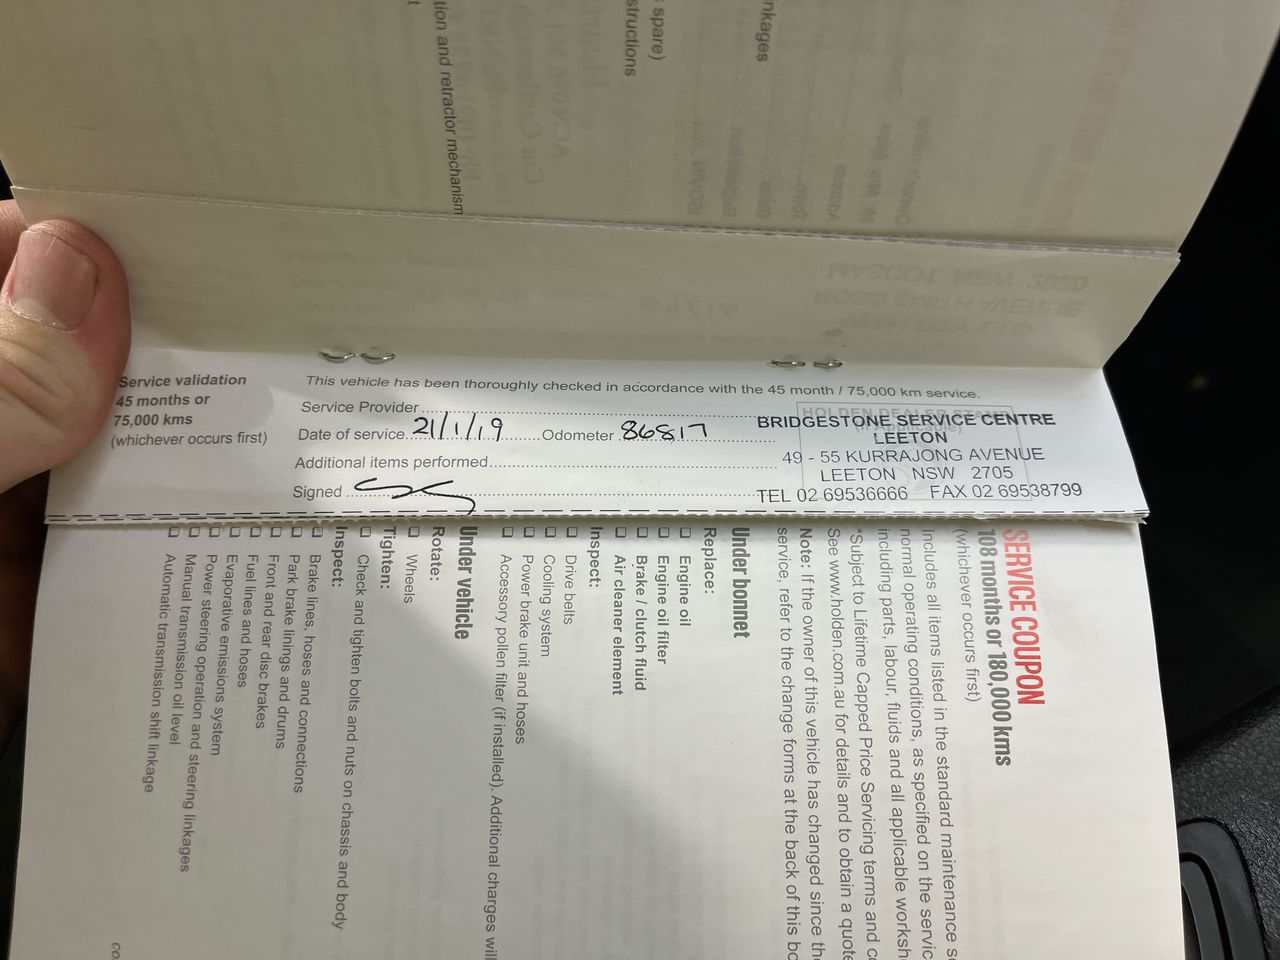 nkages
spare)
structions
tion and retractor mechanism
t
Service validation
45 months or
75,000 kms
(whichever occurs first)
This vehicle has been thoroughly checked in accordance with the 45 month / 75,000 km service.
Service Provider
Date of service 21/1/19 Odometer 86817
Additional items performed
Signed
HOLDEN DEALER STAMP
BRIDGESTONE SERVICE CENTRE
LEETON
49 - 55 KURRAJONG AVENUE
LEETON NSW 2705
TEL 02 69536666 FAX 02 69538799
SERVICE COUPON
108 months or 180,000 kms
(whichever occurs first)
Includes all items listed in the standard maintenance s
normal operating conditions, as specified on the servic
including parts, labour, fluids and all applicable worksh
*Subject to Lifetime Capped Price Servicing terms and c
See www.holden.com.au for details and to obtain a quote
Note: If the owner of this vehicle has changed since th
service, refer to the change forms at the back of this bo
Under bonnet
Replace:
Engine oil
Engine oil filter
Brake / clutch fluid
Air cleaner element
Inspect:
Drive belts
Cooling system
Power brake unit and hoses
Accessory pollen filter (if installed). Additional charges wil
Under vehicle
Rotate:
Wheels
Tighten:
Check and tighten bolts and nuts on chassis and body
Inspect:
Brake lines, hoses and connections
Park brake linings and drums
Front and rear disc brakes
Fuel lines and hoses
Evaporative emissions system
Power steering operation and steering linkages
Manual transmission oil level
Automatic transmission shift linkage